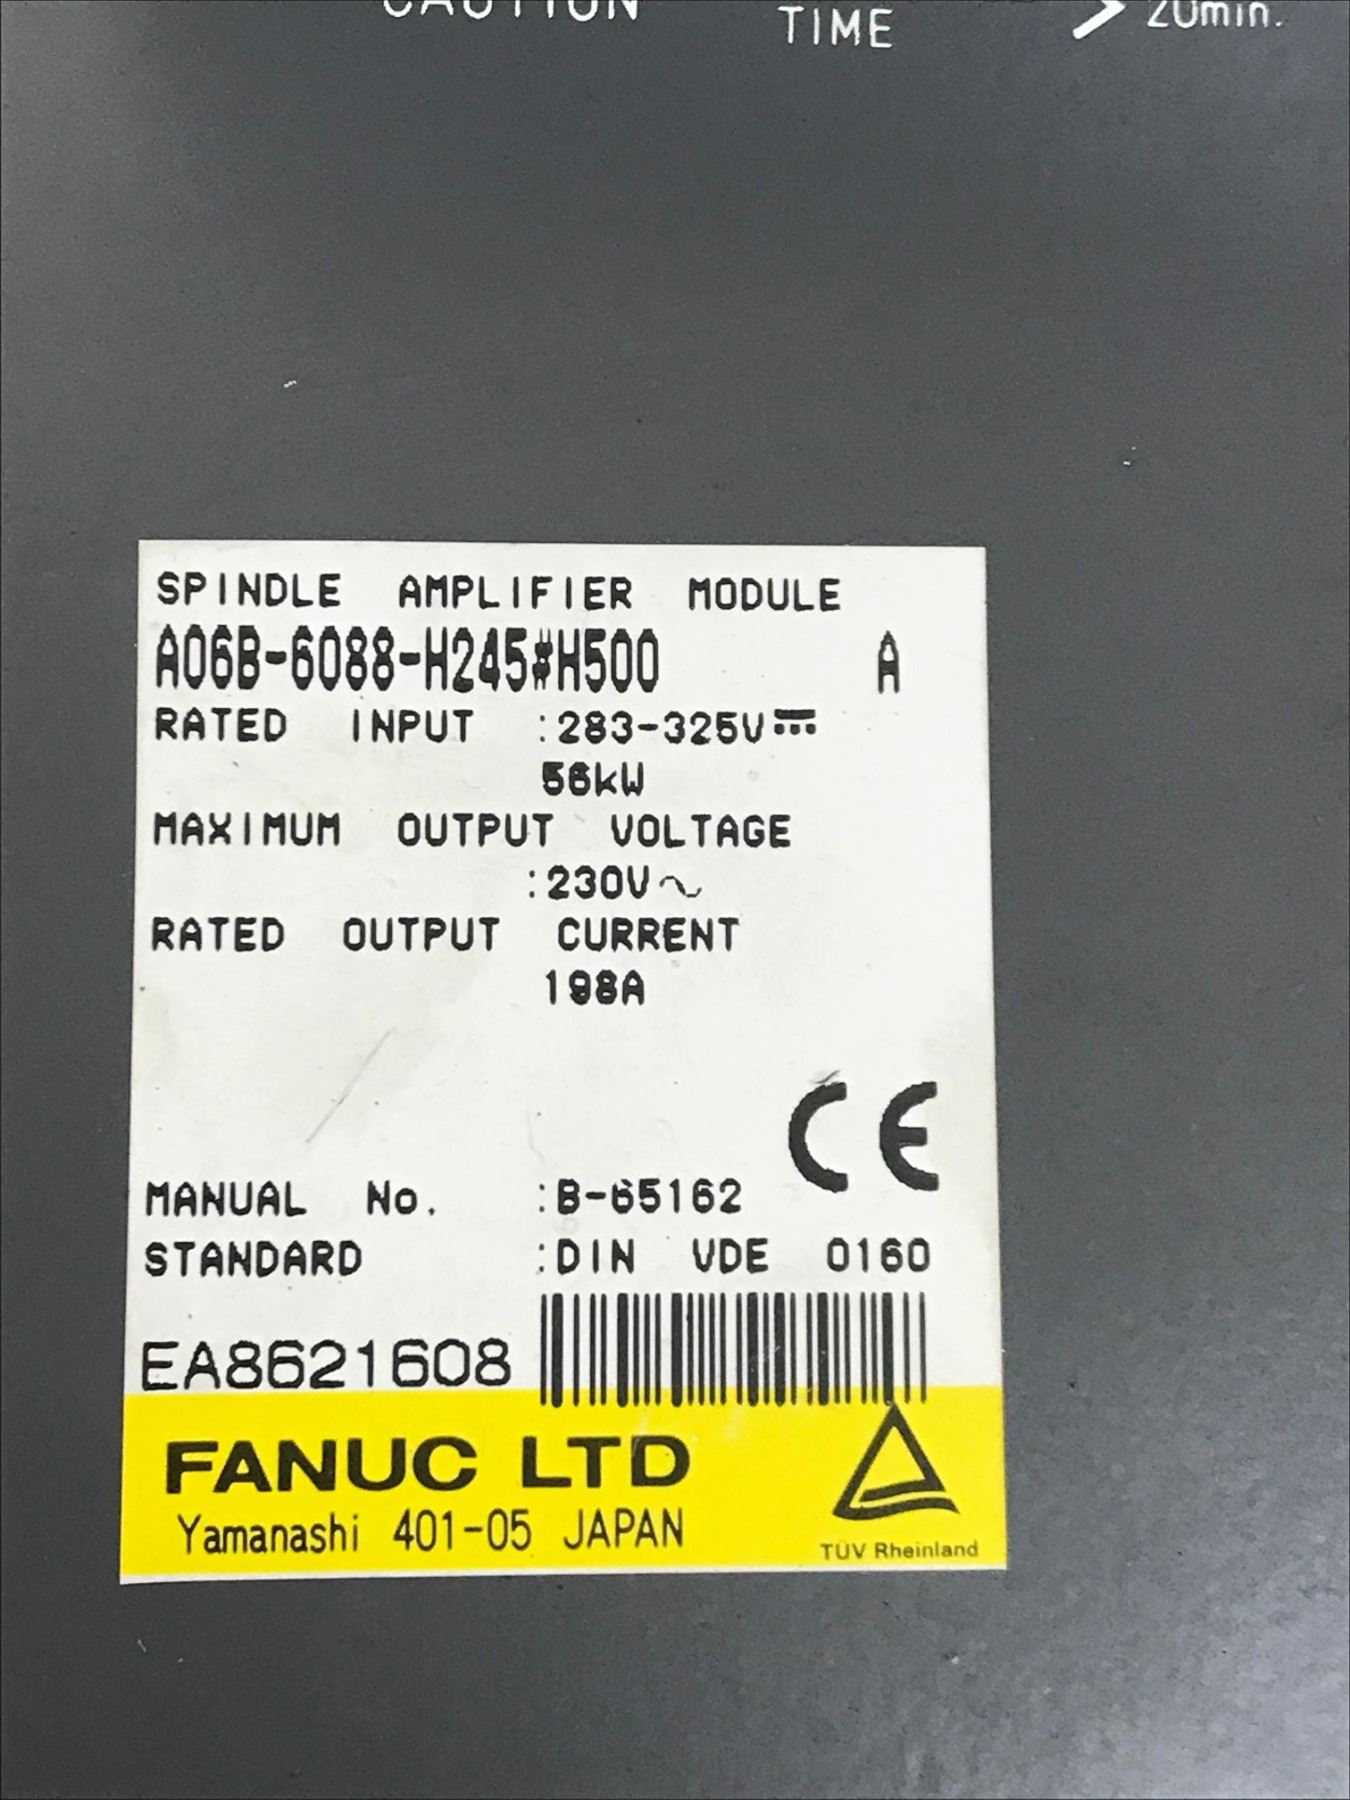 CAUTION
TIME
> 20min.
SPINDLE AMPLIFIER MODULE
A06B-6088-H245#H500 A
RATED INPUT :283-325V⎓
56kW
MAXIMUM OUTPUT VOLTAGE
:230V∿
RATED OUTPUT CURRENT
198A
CE
MANUAL No. :B-65162
STANDARD :DIN VDE 0160
EA8621608
FANUC LTD
Yamanashi 401-05 JAPAN
TÜV Rheinland